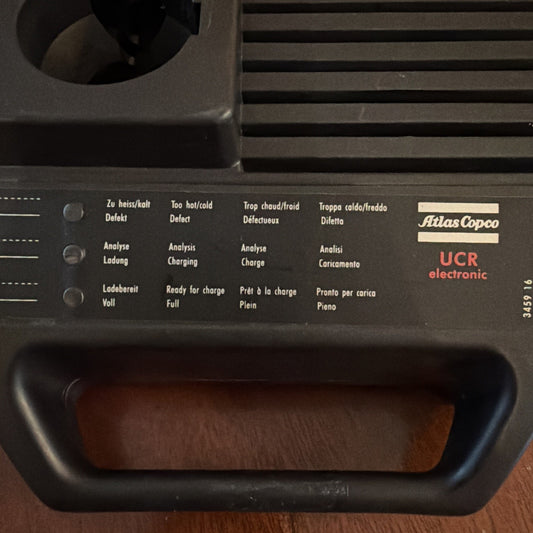 Zu heiss/kalt Too hot/cold Trop chaud/froid Troppa caldo/freddo
Defekt Defect Défectueux Difetta
Analyse Analysis Analyse Analisi
Ladung Charging Charge Caricamento
Ladebereit Ready for charge Prêt à la charge Pronto per carica
Voll Full Plein Pieno
Atlas Copco
UCR
electronic
3459 16